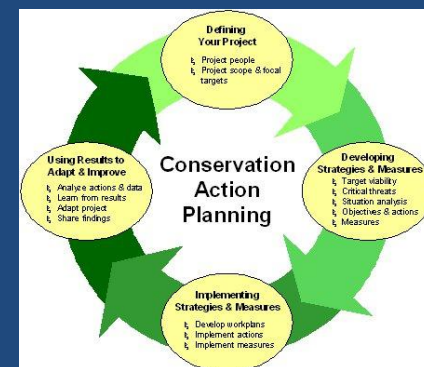 Defining
Your Project
Project people
Project scope & focal
targets
Developing
Strategies & Measures
Target viability
Critical threats
Situation analysis
Objectives & actions
Measures
Implementing
Strategies & Measures
Develop workplans
Implement actions
Implement measures
Using Results to
Adapt & Improve
Analyze actions & data
Learn from results
Adapt project
Share findings
Conservation
Action
Planning